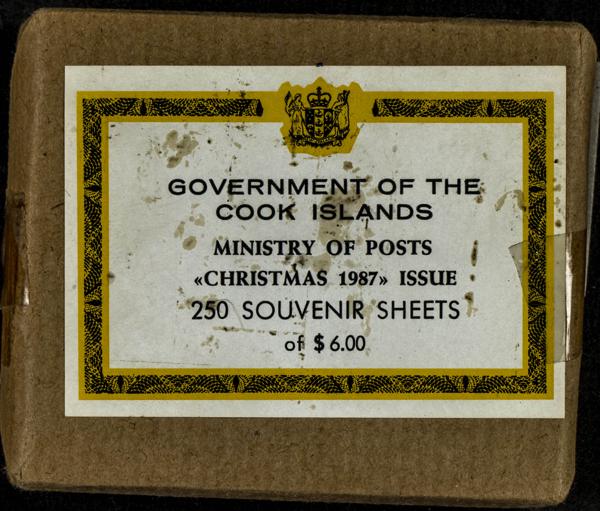 GOVERNMENT OF THE
COOK ISLANDS
MINISTRY OF POSTS
«CHRISTMAS 1987» ISSUE
250 SOUVENIR SHEETS
of $6.00